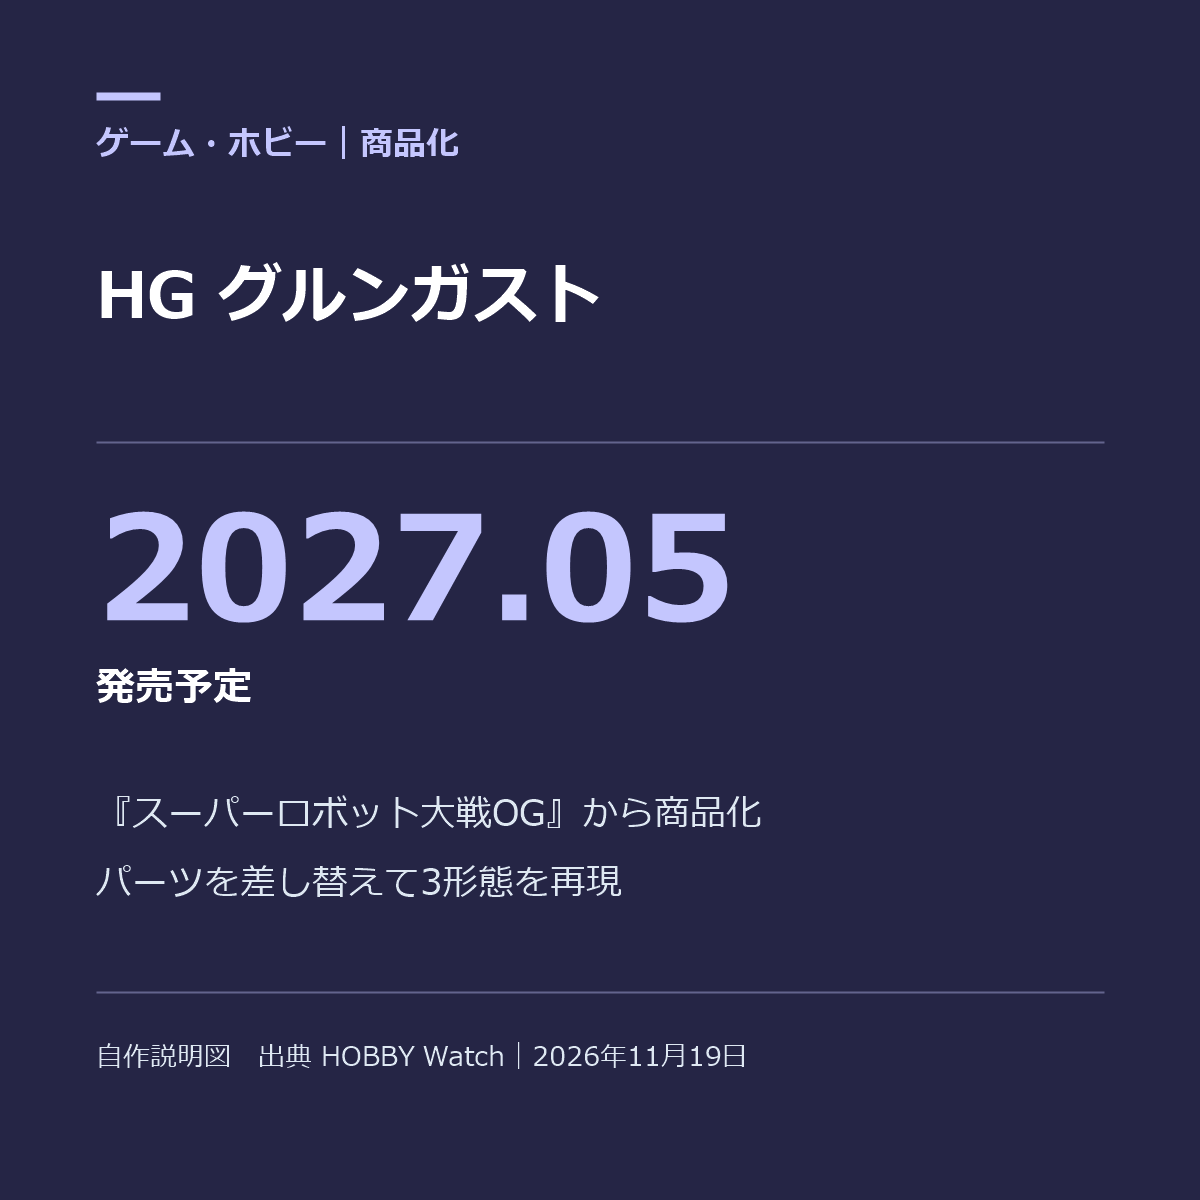 ゲーム・ホビー｜商品化
HG グルンガスト
2027.05
発売予定
『スーパーロボット大戦OG』から商品化
パーツを差し替えて3形態を再現
自作説明図　出典 HOBBY Watch｜2026年11月19日